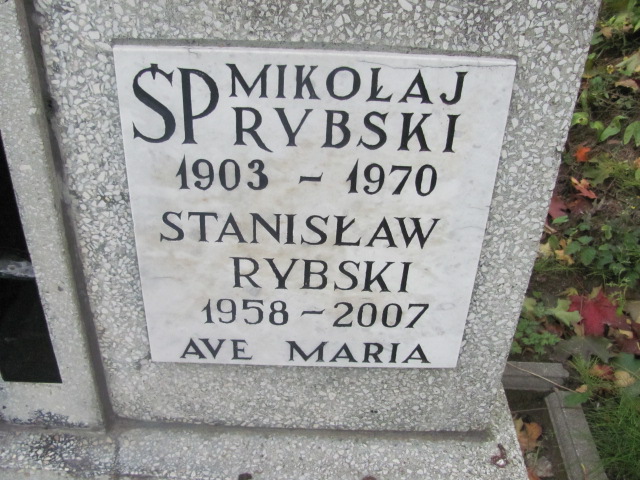 ŚP MIKOŁAJ
RYBSKI
1903 – 1970
STANISŁAW
RYBSKI
1958 – 2007
AVE MARIA